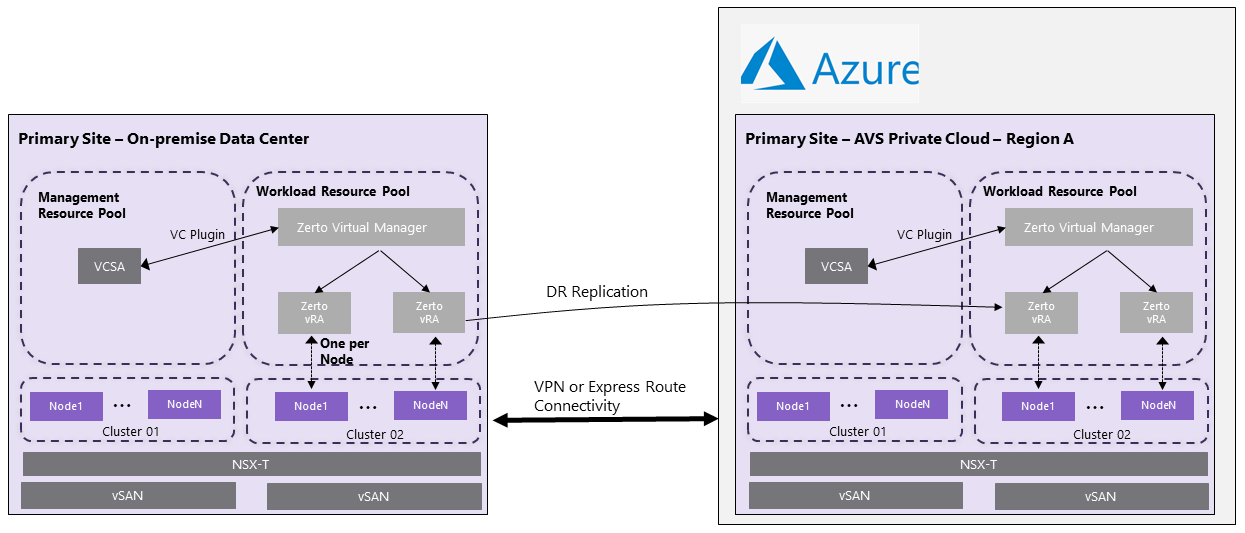 Azure
Primary Site – On-premise Data Center
Management
Resource Pool
Workload Resource Pool
Zerto Virtual Manager
VC Plugin
VCSA
Zerto
vRA
Zerto
vRA
One per
Node
Node1
...
NodeN
Cluster 01
Node1
...
NodeN
Cluster 02
NSX-T
vSAN
vSAN
DR Replication
VPN or Express Route
Connectivity
Primary Site – AVS Private Cloud – Region A
Management
Resource Pool
Workload Resource Pool
Zerto Virtual Manager
VC Plugin
VCSA
Zerto
vRA
Zerto
vRA
Node1
...
NodeN
Cluster 01
Node1
...
NodeN
Cluster 02
NSX-T
vSAN
vSAN